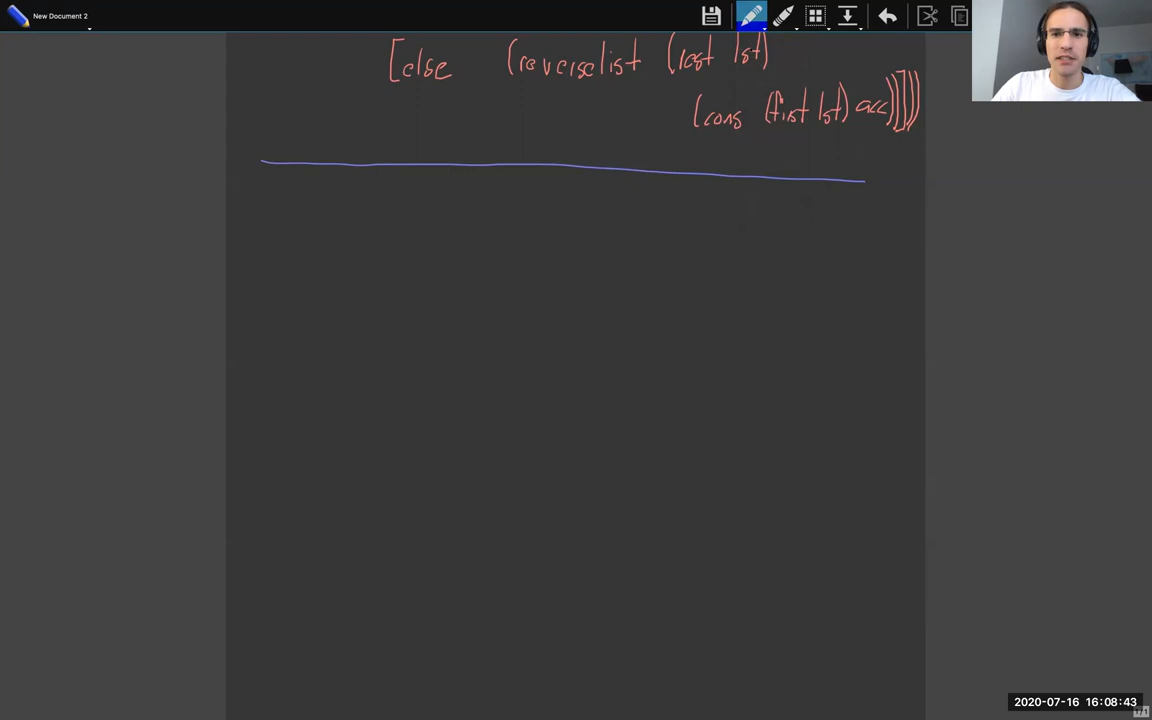 New Document 2
[else (reverselist (rest lst)
(cons (first lst) acc))])))
2020-07-16 16:08:43